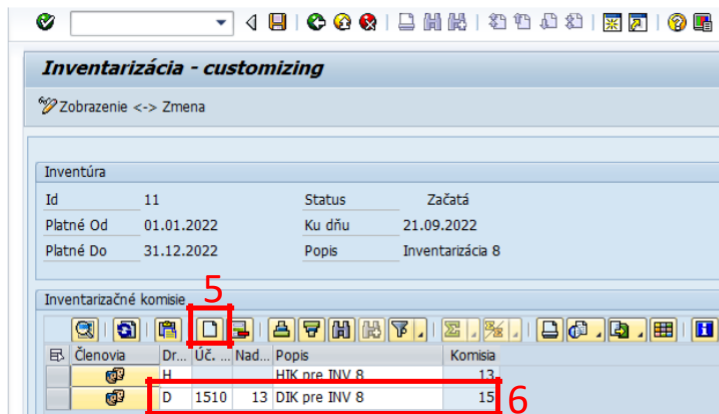 Inventarizácia - customizing
Zobrazenie <-> Zmena
Inventúra
Id 11 Status Začatá
Platné Od 01.01.2022 Ku dňu 21.09.2022
Platné Do 31.12.2022 Popis Inventarizácia 8
5
Inventarizačné komisie
Členovia Dr... Úč. ... Nad... Popis Komisia
H HIK pre INV 8 13
D 1510 13 DIK pre INV 8 15
6